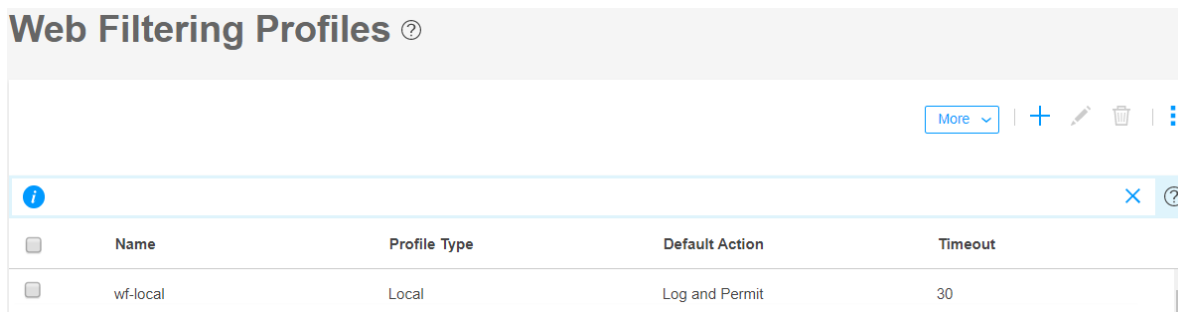 Web Filtering Profiles ?
More
i
?
Name Profile Type Default Action Timeout
wf-local Local Log and Permit 30